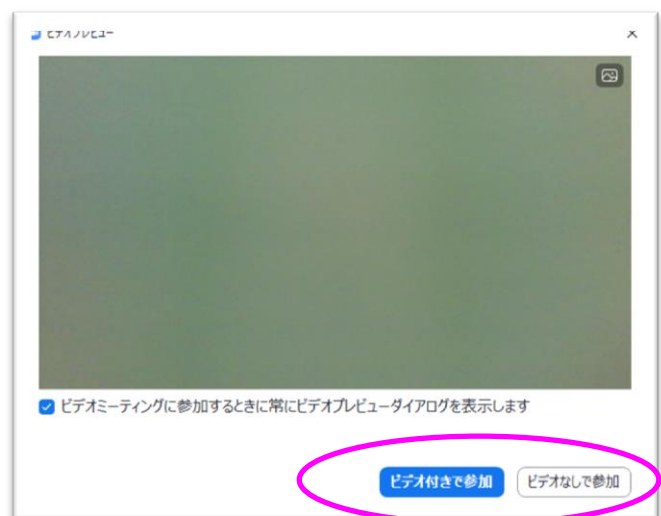 ビデオプレビュー
ビデオミーティングに参加するときに常にビデオプレビューダイアログを表示します
ビデオ付きで参加 ビデオなしで参加